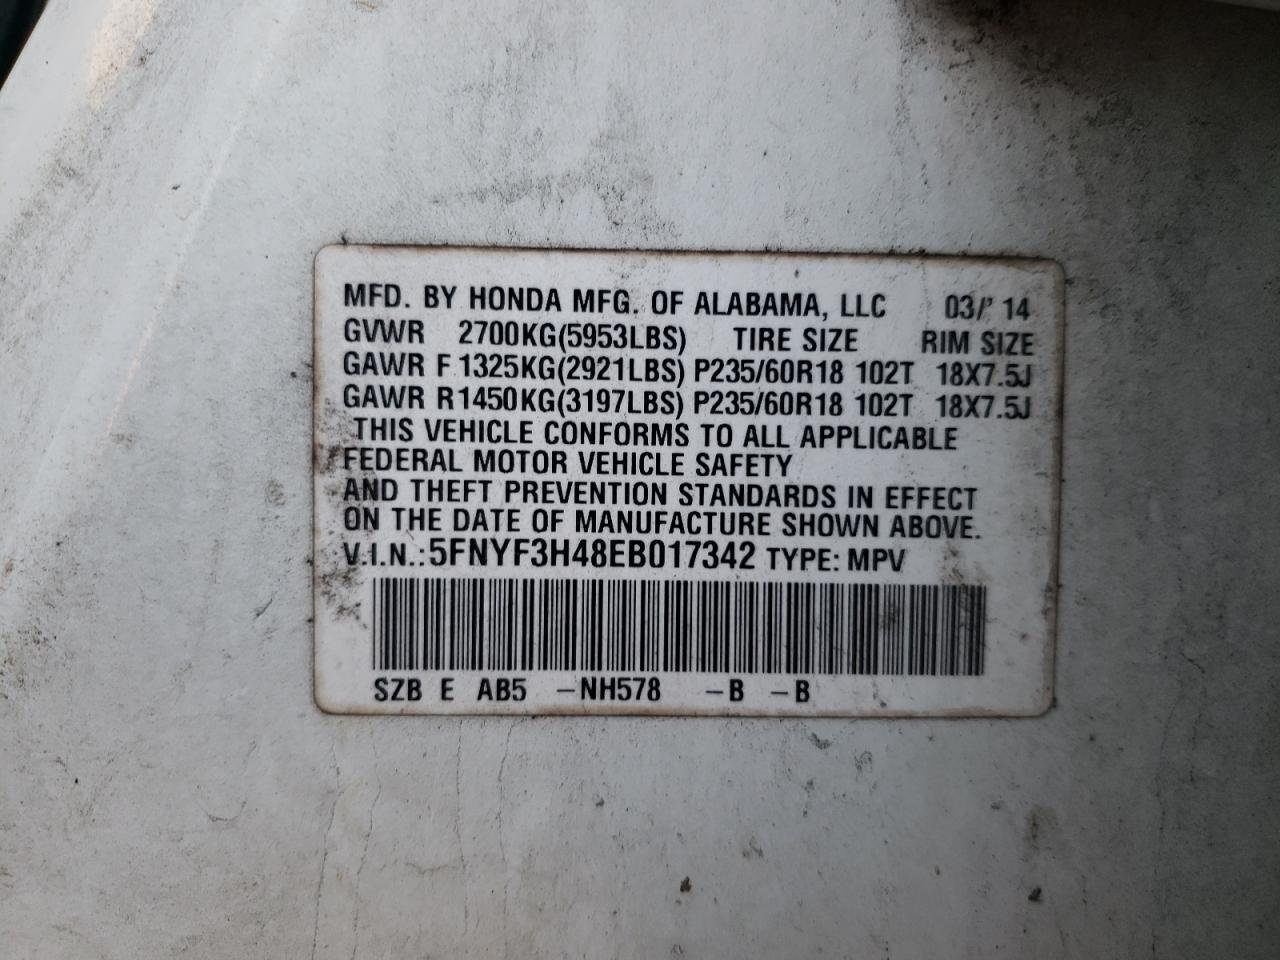 MFD. BY HONDA MFG. OF ALABAMA, LLC 03/' 14
GVWR 2700KG(5953LBS) TIRE SIZE RIM SIZE
GAWR F 1325KG(2921LBS) P235/60R18 102T 18X7.5J
GAWR R 1450KG(3197LBS) P235/60R18 102T 18X7.5J
THIS VEHICLE CONFORMS TO ALL APPLICABLE
FEDERAL MOTOR VEHICLE SAFETY
AND THEFT PREVENTION STANDARDS IN EFFECT
ON THE DATE OF MANUFACTURE SHOWN ABOVE.
V.I.N.: 5FNYF3H48EB017342 TYPE: MPV
SZB E AB5 –NH578 –B –B